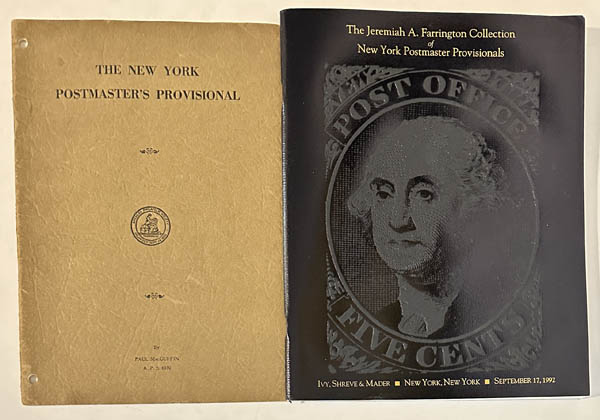 THE NEW YORK
POSTMASTER'S PROVISIONAL
By
PAUL MacGUFFIN
The Jeremiah A. Farrington Collection
of
New York Postmaster Provisionals
POST OFFICE
FIVE CENTS
IVY, SHREVE & MADER ■ NEW YORK, NEW YORK ■ SEPTEMBER 17, 1992